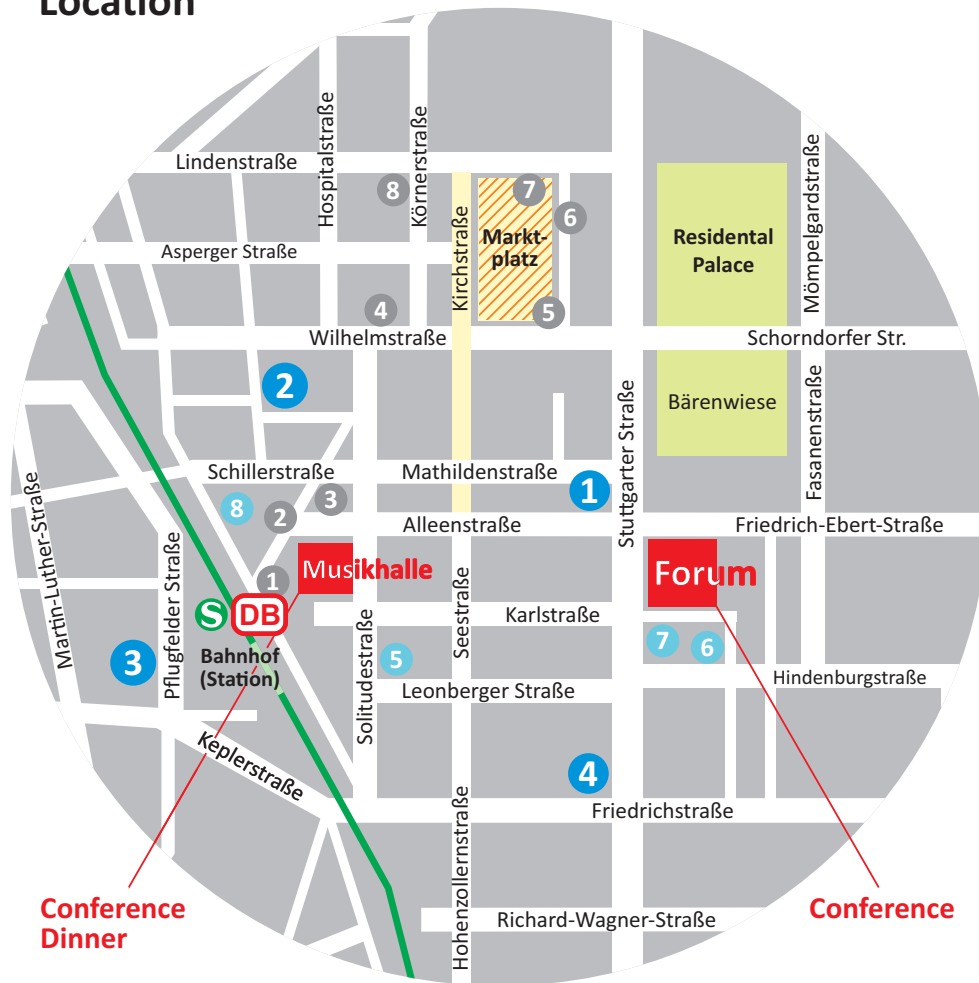 Location
Lindenstraße
Hospitalstraße
Körnerstraße
8
7
6
Kirchstraße
Markt-
platz
Residental
Palace
Mömpelgardstraße
Asperger Straße
4
5
Wilhelmstraße
Schorndorfer Str.
2
Bärenwiese
Stuttgarter Straße
Fasanenstraße
Schillerstraße
Mathildenstraße
1
8
2
3
Alleenstraße
Friedrich-Ebert-Straße
Martin-Luther-Straße
Pflugfelder Straße
1
Musikhalle
Forum
S
DB
Karlstraße
Seestraße
Solitudestraße
3
Bahnhof
(Station)
5
7
6
Leonberger Straße
Hindenburgstraße
Keplerstraße
4
Friedrichstraße
Hohenzollernstraße
Conference
Dinner
Richard-Wagner-Straße
Conference